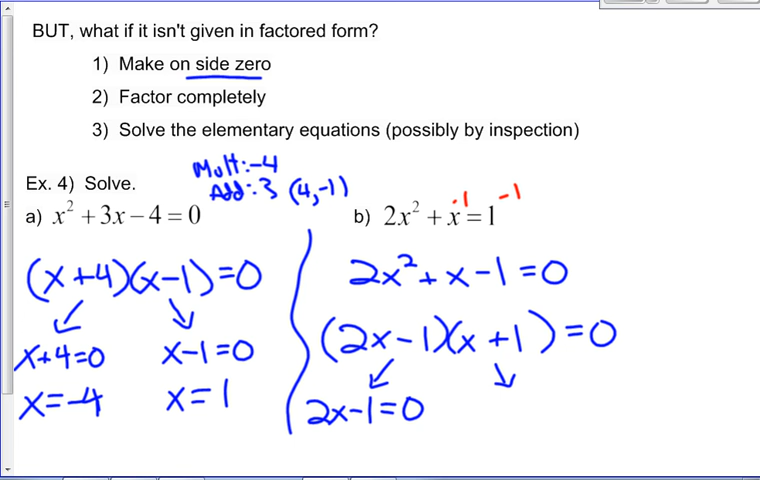 BUT, what if it isn't given in factored form?
1) Make on side zero
2) Factor completely
3) Solve the elementary equations (possibly by inspection)
Mult: -4
Ex. 4) Solve.
Add: 3 (4,-1)
a) x² + 3x - 4 = 0
(x+4)(x-1)=0
x+4=0 x-1=0
x=-4 x=1
-1 -1
b) 2x² + x = 1
2x²+x-1=0
(2x-1)(x+1)=0
2x-1=0